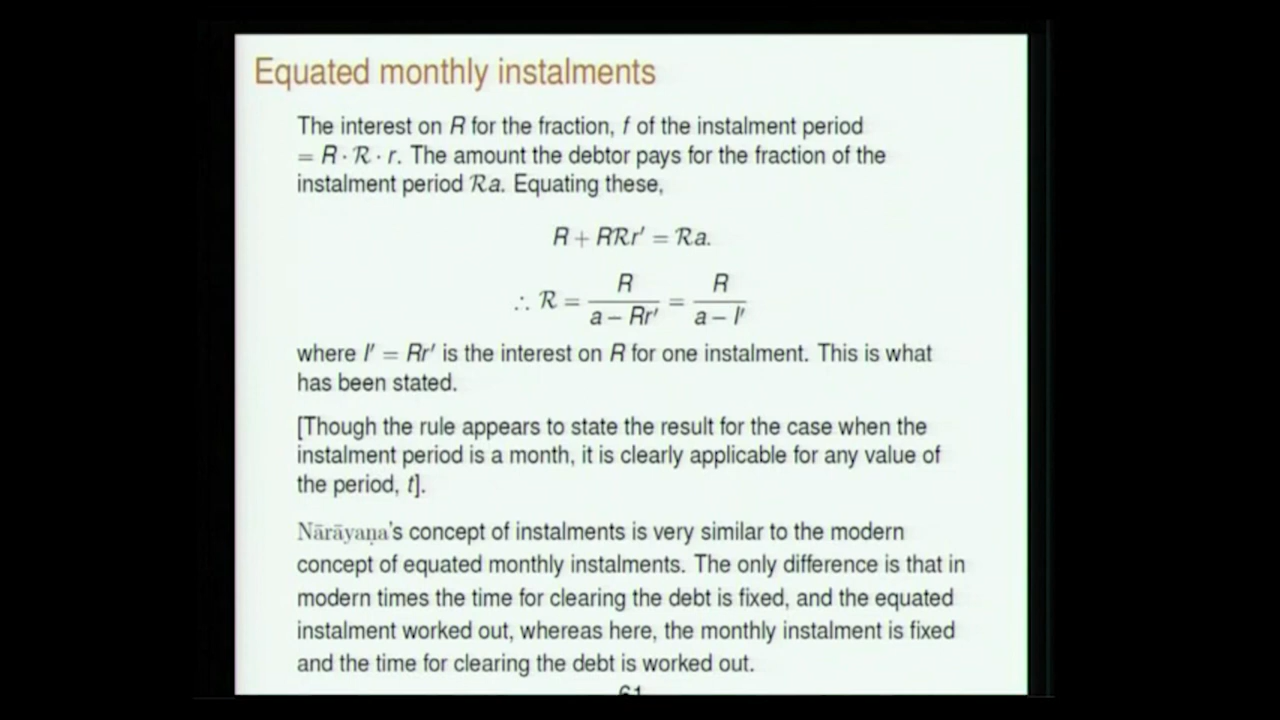 Equated monthly instalments
The interest on R for the fraction, f of the instalment period
= R · ℛ · r. The amount the debtor pays for the fraction of the
instalment period ℛa. Equating these,
R + Rℛr′ = ℛa.
∴ ℛ = R / (a − Rr′) = R / (a − I′)
where I′ = Rr′ is the interest on R for one instalment. This is what
has been stated.
[Though the rule appears to state the result for the case when the
instalment period is a month, it is clearly applicable for any value of
the period, t].
Nārāyaṇa's concept of instalments is very similar to the modern
concept of equated monthly instalments. The only difference is that in
modern times the time for clearing the debt is fixed, and the equated
instalment worked out, whereas here, the monthly instalment is fixed
and the time for clearing the debt is worked out.
61